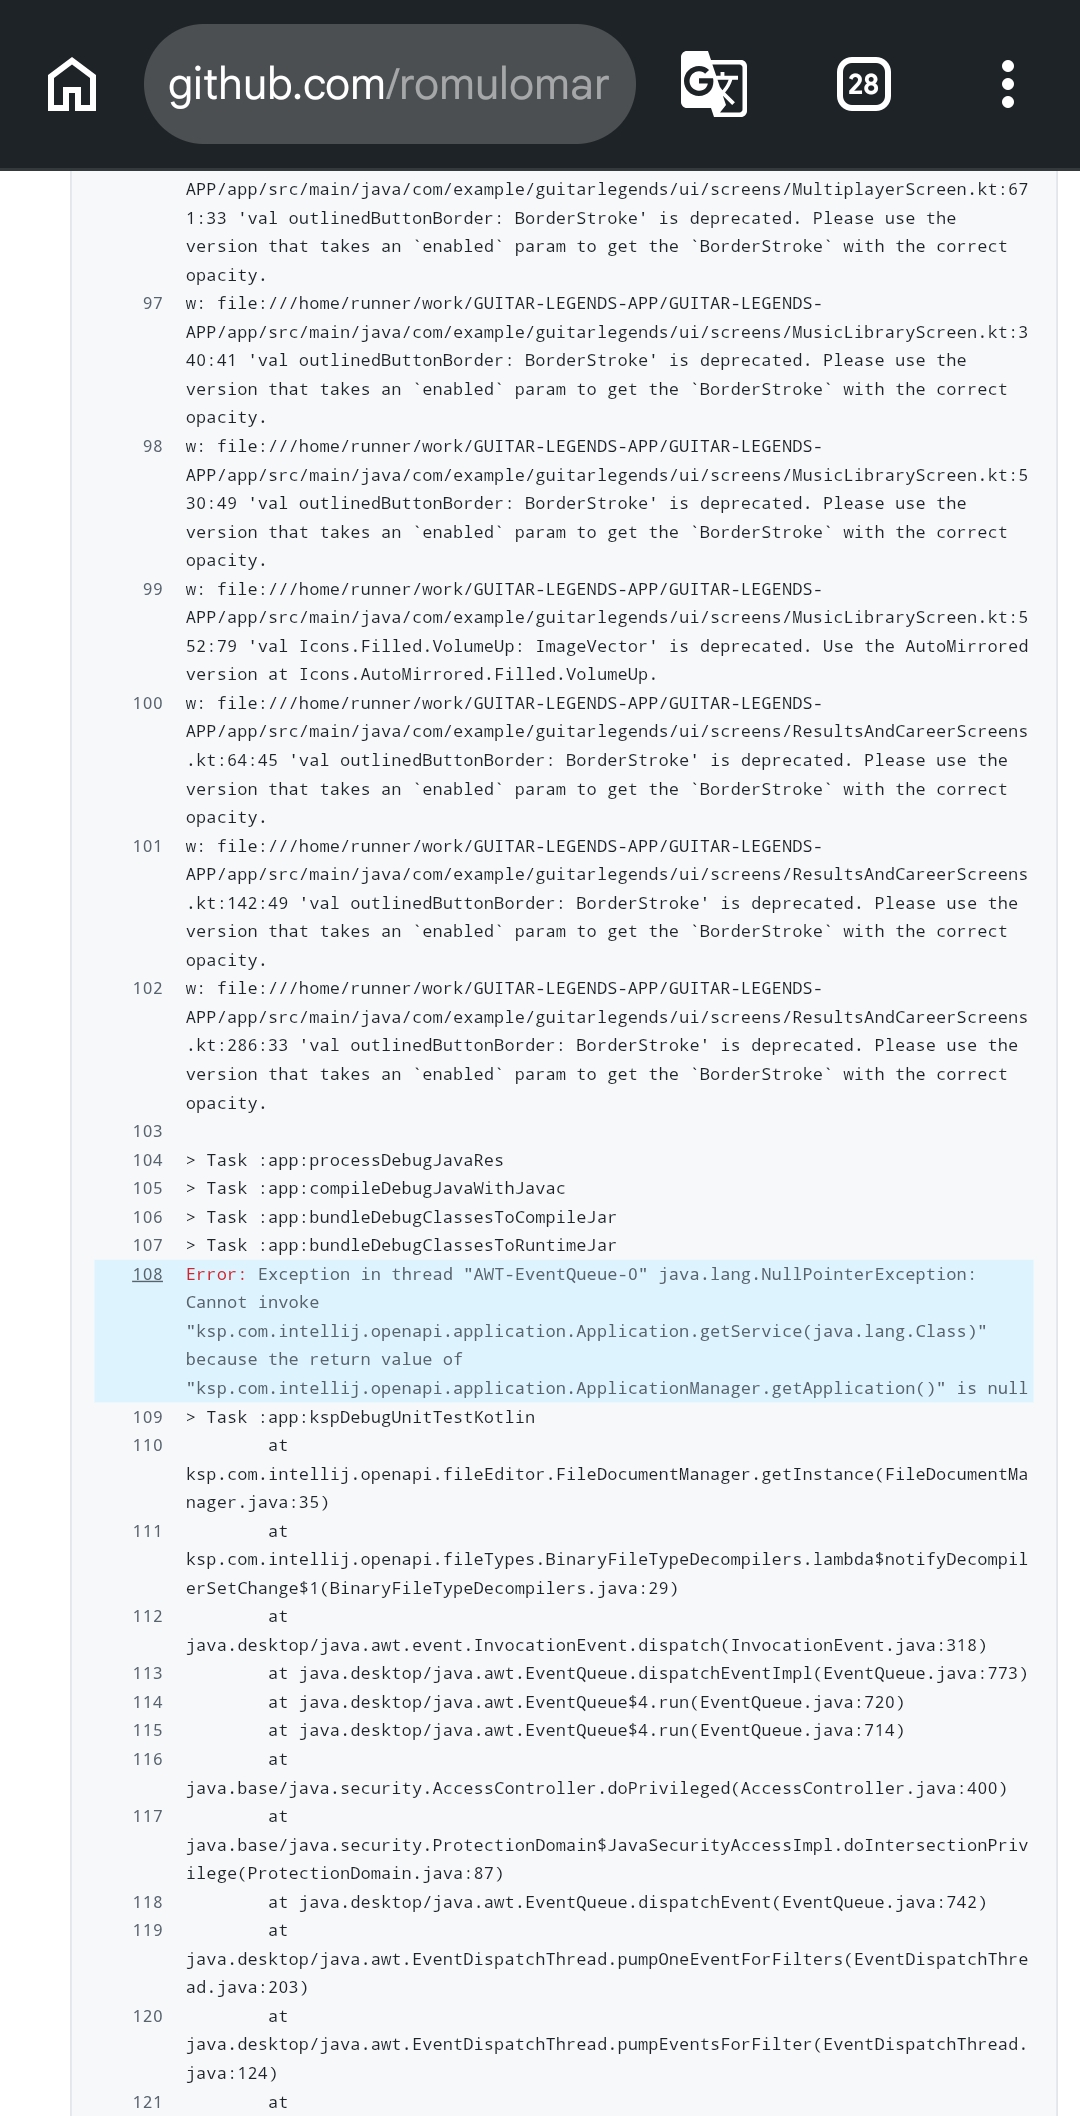 github.com/romulomar
28
APP/app/src/main/java/com/example/guitarlegends/ui/screens/MultiplayerScreen.kt:67
1:33 'val outlinedButtonBorder: BorderStroke' is deprecated. Please use the
version that takes an `enabled` param to get the `BorderStroke` with the correct
opacity.
97 w: file:///home/runner/work/GUITAR-LEGENDS-APP/GUITAR-LEGENDS-
APP/app/src/main/java/com/example/guitarlegends/ui/screens/MusicLibraryScreen.kt:3
40:41 'val outlinedButtonBorder: BorderStroke' is deprecated. Please use the
version that takes an `enabled` param to get the `BorderStroke` with the correct
opacity.
98 w: file:///home/runner/work/GUITAR-LEGENDS-APP/GUITAR-LEGENDS-
APP/app/src/main/java/com/example/guitarlegends/ui/screens/MusicLibraryScreen.kt:5
30:49 'val outlinedButtonBorder: BorderStroke' is deprecated. Please use the
version that takes an `enabled` param to get the `BorderStroke` with the correct
opacity.
99 w: file:///home/runner/work/GUITAR-LEGENDS-APP/GUITAR-LEGENDS-
APP/app/src/main/java/com/example/guitarlegends/ui/screens/MusicLibraryScreen.kt:5
52:79 'val Icons.Filled.VolumeUp: ImageVector' is deprecated. Use the AutoMirrored
version at Icons.AutoMirrored.Filled.VolumeUp.
100 w: file:///home/runner/work/GUITAR-LEGENDS-APP/GUITAR-LEGENDS-
APP/app/src/main/java/com/example/guitarlegends/ui/screens/ResultsAndCareerScreens
.kt:64:45 'val outlinedButtonBorder: BorderStroke' is deprecated. Please use the
version that takes an `enabled` param to get the `BorderStroke` with the correct
opacity.
101 w: file:///home/runner/work/GUITAR-LEGENDS-APP/GUITAR-LEGENDS-
APP/app/src/main/java/com/example/guitarlegends/ui/screens/ResultsAndCareerScreens
.kt:142:49 'val outlinedButtonBorder: BorderStroke' is deprecated. Please use the
version that takes an `enabled` param to get the `BorderStroke` with the correct
opacity.
102 w: file:///home/runner/work/GUITAR-LEGENDS-APP/GUITAR-LEGENDS-
APP/app/src/main/java/com/example/guitarlegends/ui/screens/ResultsAndCareerScreens
.kt:286:33 'val outlinedButtonBorder: BorderStroke' is deprecated. Please use the
version that takes an `enabled` param to get the `BorderStroke` with the correct
opacity.
103
104 > Task :app:processDebugJavaRes
105 > Task :app:compileDebugJavaWithJavac
106 > Task :app:bundleDebugClassesToCompileJar
107 > Task :app:bundleDebugClassesToRuntimeJar
108 Error: Exception in thread "AWT-EventQueue-0" java.lang.NullPointerException:
Cannot invoke
"ksp.com.intellij.openapi.application.Application.getService(java.lang.Class)"
because the return value of
"ksp.com.intellij.openapi.application.ApplicationManager.getApplication()" is null
109 > Task :app:kspDebugUnitTestKotlin
110 at
ksp.com.intellij.openapi.fileEditor.FileDocumentManager.getInstance(FileDocumentMa
nager.java:35)
111 at
ksp.com.intellij.openapi.fileTypes.BinaryFileTypeDecompilers.lambda$notifyDecompil
erSetChange$1(BinaryFileTypeDecompilers.java:29)
112 at
java.desktop/java.awt.event.InvocationEvent.dispatch(InvocationEvent.java:318)
113 at java.desktop/java.awt.EventQueue.dispatchEventImpl(EventQueue.java:773)
114 at java.desktop/java.awt.EventQueue$4.run(EventQueue.java:720)
115 at java.desktop/java.awt.EventQueue$4.run(EventQueue.java:714)
116 at
java.base/java.security.AccessController.doPrivileged(AccessController.java:400)
117 at
java.base/java.security.ProtectionDomain$JavaSecurityAccessImpl.doIntersectionPriv
ilege(ProtectionDomain.java:87)
118 at java.desktop/java.awt.EventQueue.dispatchEvent(EventQueue.java:742)
119 at
java.desktop/java.awt.EventDispatchThread.pumpOneEventForFilters(EventDispatchThre
ad.java:203)
120 at
java.desktop/java.awt.EventDispatchThread.pumpEventsForFilter(EventDispatchThread.
java:124)
121 at